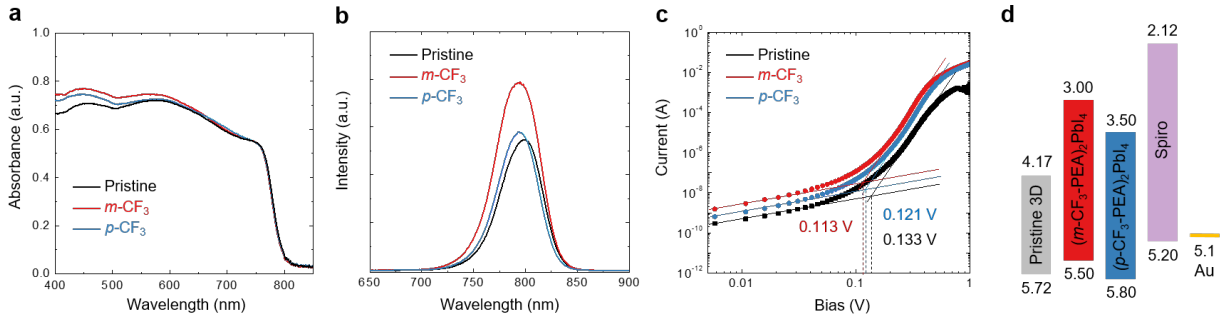 a
1.0
0.8
0.6
0.4
0.2
0.0
Absorbance (a.u.)
Pristine
m-CF₃
p-CF₃
400 500 600 700 800
Wavelength (nm)
b
Intensity (a.u.)
Pristine
m-CF₃
p-CF₃
650 700 750 800 850 900
Wavelength (nm)
c
10⁰
10⁻²
10⁻⁴
10⁻⁶
10⁻⁸
10⁻¹⁰
10⁻¹²
Current (A)
Pristine
m-CF₃
p-CF₃
0.113 V
0.121 V
0.133 V
0.01 0.1 1
Bias (V)
d
4.17
Pristine 3D
5.72
3.00
(m-CF₃-PEA)₂PbI₄
5.50
3.50
(p-CF₃-PEA)₂PbI₄
5.80
2.12
Spiro
5.20
5.1
Au